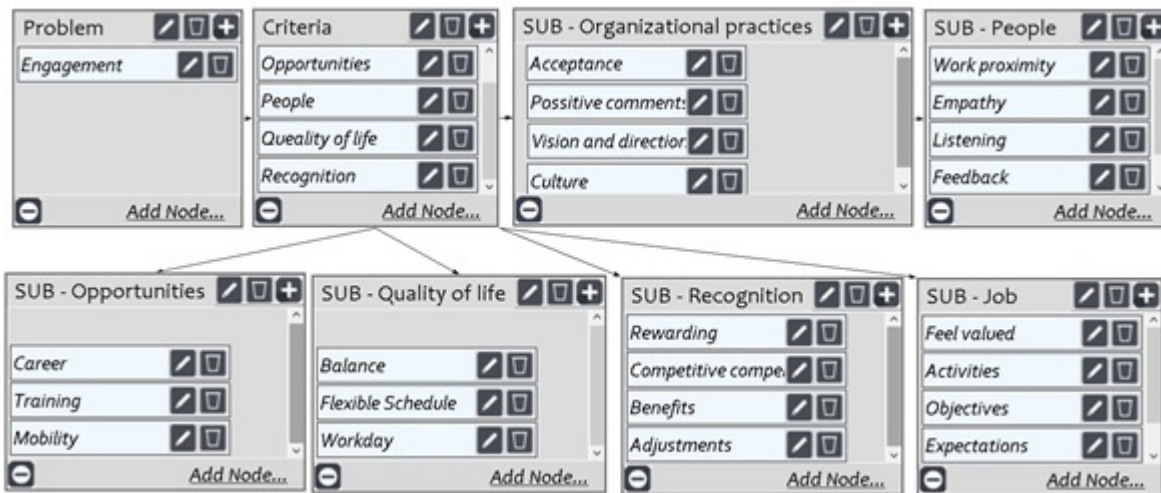 Problem
Engagement
Add Node...
Criteria
Opportunities
People
Queality of life
Recognition
Add Node...
SUB - Organizational practices
Acceptance
Possitive comments
Vision and direction
Culture
Add Node...
SUB - People
Work proximity
Empathy
Listening
Feedback
Add Node...
SUB - Opportunities
Career
Training
Mobility
Add Node...
SUB - Quality of life
Balance
Flexible Schedule
Workday
Add Node...
SUB - Recognition
Rewarding
Competitive compe
Benefits
Adjustments
Add Node...
SUB - Job
Feel valued
Activities
Objectives
Expectations
Add Node...